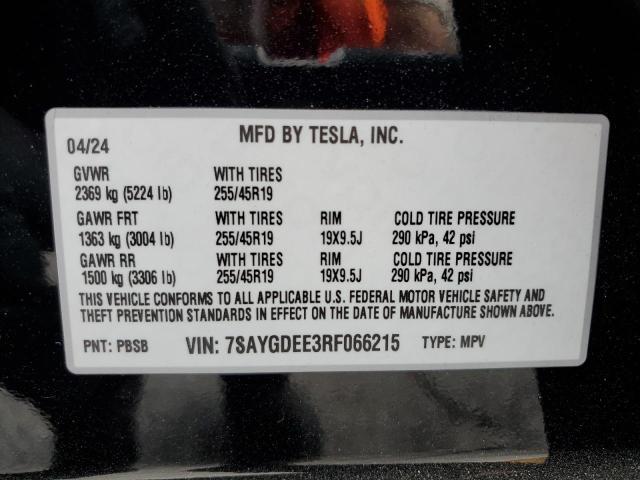 04/24 MFD BY TESLA, INC.
GVWR WITH TIRES
2369 kg (5224 lb) 255/45R19
GAWR FRT WITH TIRES RIM COLD TIRE PRESSURE
1363 kg (3004 lb) 255/45R19 19X9.5J 290 kPa, 42 psi
GAWR RR WITH TIRES RIM COLD TIRE PRESSURE
1500 kg (3306 lb) 255/45R19 19X9.5J 290 kPa, 42 psi
THIS VEHICLE CONFORMS TO ALL APPLICABLE U.S. FEDERAL MOTOR VEHICLE SAFETY AND
THEFT PREVENTION STANDARDS IN EFFECT ON THE DATE OF MANUFACTURE SHOWN ABOVE.
PNT: PBSB VIN: 7SAYGDEE3RF066215 TYPE: MPV